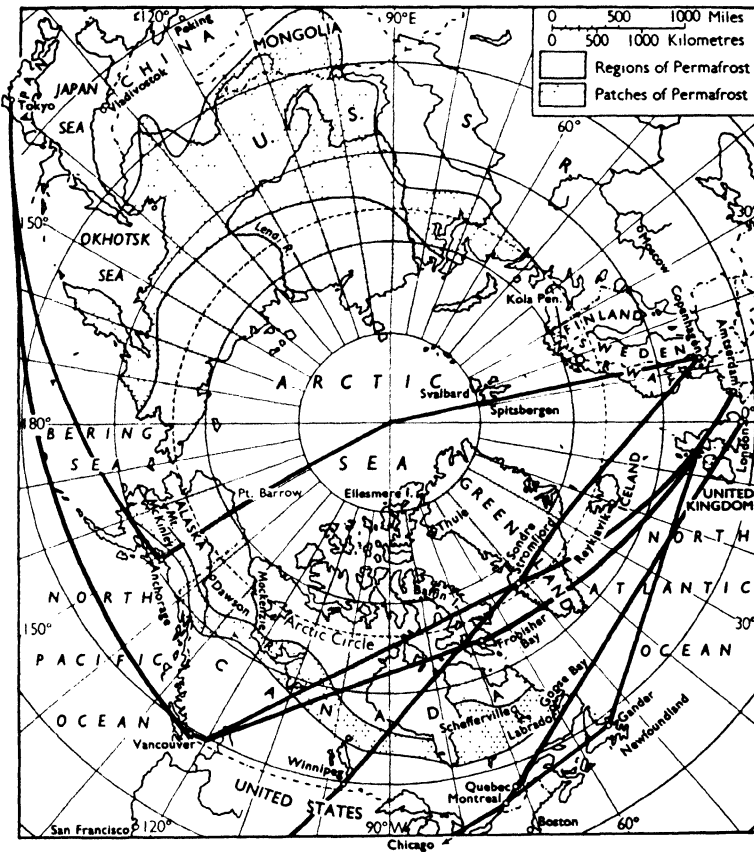 120°
Peking
CHINA
MONGOLIA
90°E
0 500 1000 Miles
0 500 1000 Kilometres
Regions of Permafrost
Patches of Permafrost
JAPAN
Tokyo
JAPAN
SEA
Vladivostok
U. S. S. R.
60°
30°
150°
OKHOTSK
SEA
Lena R.
Moscow
Kola Pen.
FINLAND
SWEDEN
NORWAY
Copenhagen
Amsterdam
ARCTIC
SEA
Svalbard
Spitsbergen
180°
BERING
SEA
London
UNITED
KINGDOM
Pt. Barrow
Ellesmere I.
GREENLAND
ICELAND
Thule
Sondre
Stromfjord
Reykjavik
ALASKA
Mt.
Kinley
Anchorage
Dawson
Mackenzie
Arctic Circle
Baffin I.
Frobisher
Bay
NORTH
ATLANTIC
OCEAN
30°
NORTH
PACIFIC
OCEAN
150°
CANADA
Goose Bay
Schefferville
Labrador
Gander
Newfoundland
Vancouver
Winnipeg
Quebec
Montreal
UNITED STATES
San Francisco
120°
90°W
Chicago
Boston
60°